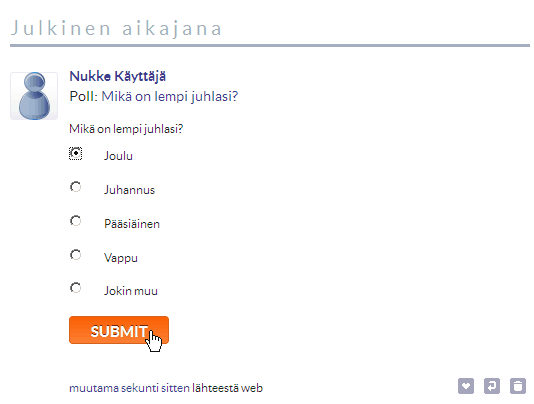 Julkinen aikajana
Nukke Käyttäjä
Poll: Mikä on lempi juhlasi?
Mikä on lempi juhlasi?
Joulu
Juhannus
Pääsiäinen
Vappu
Jokin muu
SUBMIT
muutama sekunti sitten lähteestä web